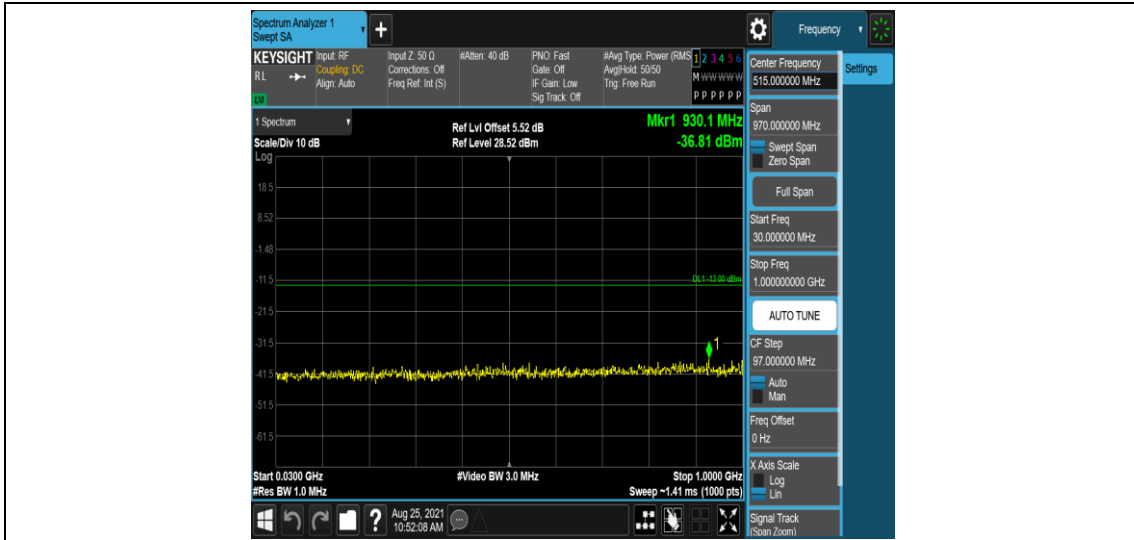 Spectrum Analyzer 1
Swept SA
+
Frequency
KEYSIGHT
RL
Input: RF
Coupling: DC
Align: Auto
Input Z: 50 Ω
Corrections: Off
Freq Ref: Int (S)
#Atten: 40 dB
PNO: Fast
Gate: Off
IF Gain: Low
Sig Track: Off
#Avg Type: Power (RMS
Avg|Hold: 50/50
Trig: Free Run
1 2 3 4 5 6
M W W W W W
P P P P P P
1 Spectrum
Scale/Div 10 dB
Log
Ref Lvl Offset 5.52 dB
Ref Level 28.52 dBm
Mkr1 930.1 MHz
-36.81 dBm
18.5
8.52
-1.48
-11.5
-21.5
-31.5
-41.5
-51.5
-61.5
DL1 -13.00 dBm
1
Start 0.0300 GHz
#Res BW 1.0 MHz
#Video BW 3.0 MHz
Stop 1.0000 GHz
Sweep ~1.41 ms (1000 pts)
Center Frequency
515.000000 MHz
Settings
Span
970.000000 MHz
Swept Span
Zero Span
Full Span
Start Freq
30.000000 MHz
Stop Freq
1.000000000 GHz
AUTO TUNE
CF Step
97.000000 MHz
Auto
Man
Freq Offset
0 Hz
X Axis Scale
Log
Lin
Signal Track
(Span Zoom)
?
Aug 25, 2021
10:52:08 AM